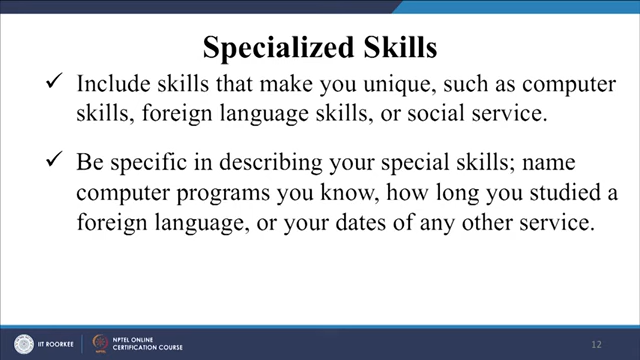 Specialized Skills
✓ Include skills that make you unique, such as computer
skills, foreign language skills, or social service.
✓ Be specific in describing your special skills; name
computer programs you know, how long you studied a
foreign language, or your dates of any other service.
IIT ROORKEE
NPTEL ONLINE
CERTIFICATION COURSE
12